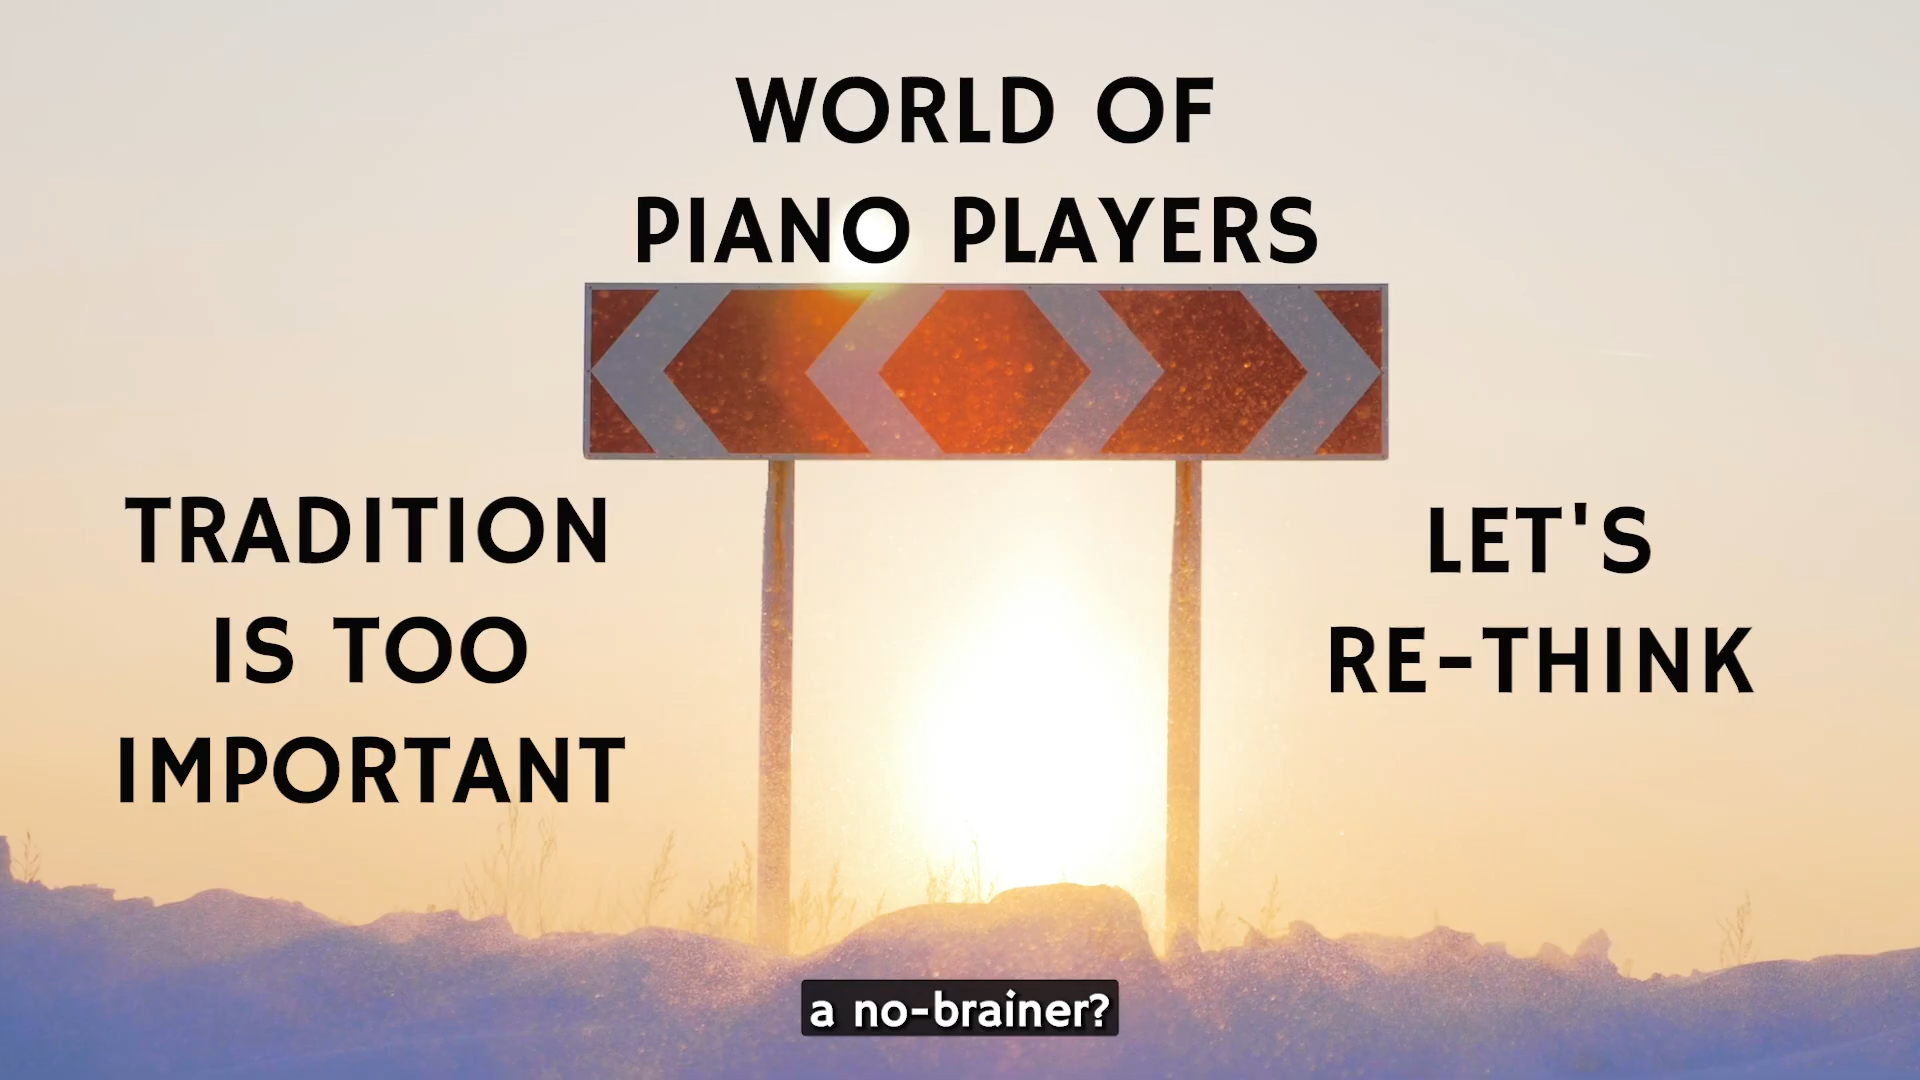 WORLD OF
PIANO PLAYERS
TRADITION
IS TOO
IMPORTANT
LET'S
RE-THINK
a no-brainer?